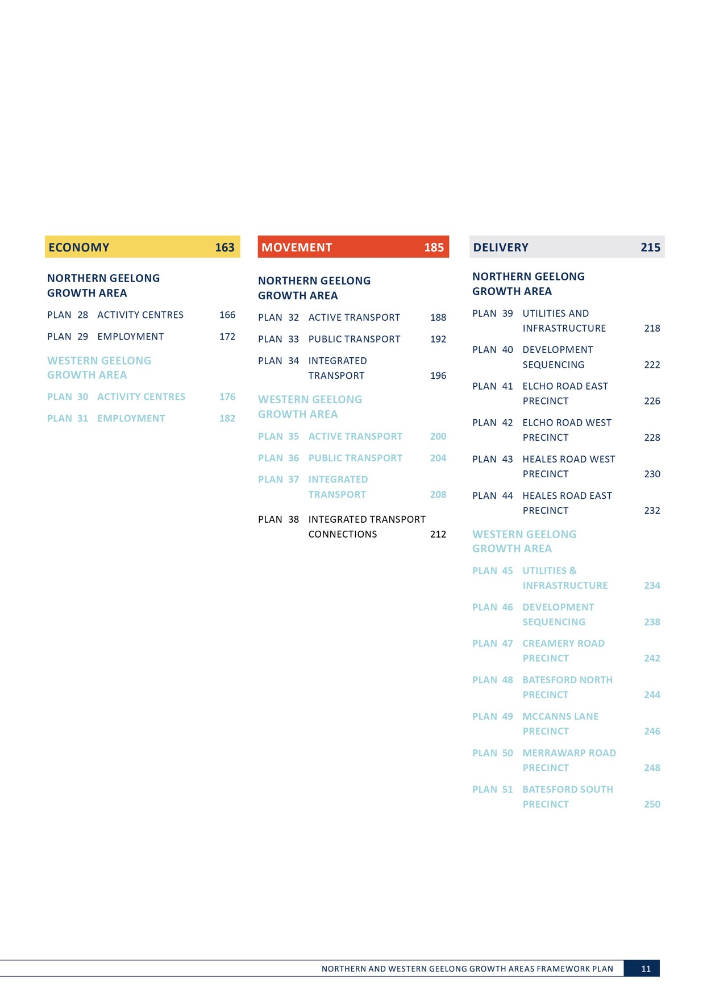 ECONOMY 163
NORTHERN GEELONG
GROWTH AREA
PLAN 28 ACTIVITY CENTRES 166
PLAN 29 EMPLOYMENT 172
WESTERN GEELONG
GROWTH AREA
PLAN 30 ACTIVITY CENTRES 176
PLAN 31 EMPLOYMENT 182
MOVEMENT 185
NORTHERN GEELONG
GROWTH AREA
PLAN 32 ACTIVE TRANSPORT 188
PLAN 33 PUBLIC TRANSPORT 192
PLAN 34 INTEGRATED
TRANSPORT 196
WESTERN GEELONG
GROWTH AREA
PLAN 35 ACTIVE TRANSPORT 200
PLAN 36 PUBLIC TRANSPORT 204
PLAN 37 INTEGRATED
TRANSPORT 208
PLAN 38 INTEGRATED TRANSPORT
CONNECTIONS 212
DELIVERY 215
NORTHERN GEELONG
GROWTH AREA
PLAN 39 UTILITIES AND
INFRASTRUCTURE 218
PLAN 40 DEVELOPMENT
SEQUENCING 222
PLAN 41 ELCHO ROAD EAST
PRECINCT 226
PLAN 42 ELCHO ROAD WEST
PRECINCT 228
PLAN 43 HEALES ROAD WEST
PRECINCT 230
PLAN 44 HEALES ROAD EAST
PRECINCT 232
WESTERN GEELONG
GROWTH AREA
PLAN 45 UTILITIES &
INFRASTRUCTURE 234
PLAN 46 DEVELOPMENT
SEQUENCING 238
PLAN 47 CREAMERY ROAD
PRECINCT 242
PLAN 48 BATESFORD NORTH
PRECINCT 244
PLAN 49 MCCANNS LANE
PRECINCT 246
PLAN 50 MERRAWARP ROAD
PRECINCT 248
PLAN 51 BATESFORD SOUTH
PRECINCT 250
NORTHERN AND WESTERN GEELONG GROWTH AREAS FRAMEWORK PLAN 11